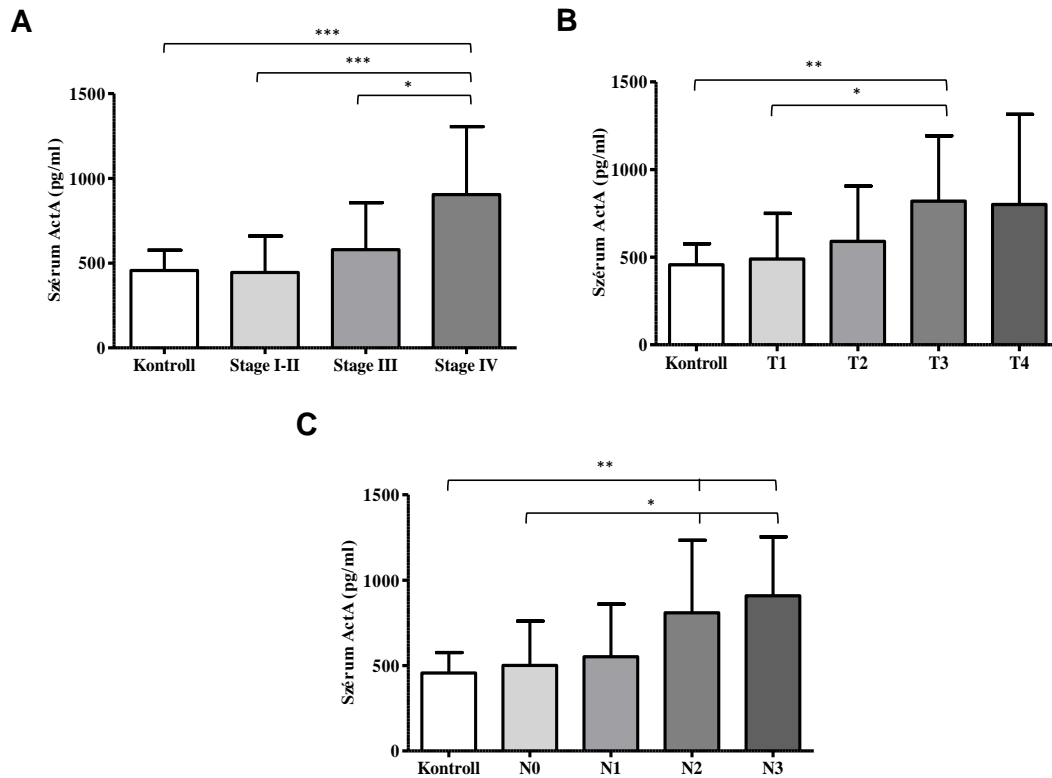 A
***
***
*
1500
1000
500
0
Szérum ActA (pg/ml)
Kontroll Stage I-II Stage III Stage IV
B
**
*
1500
1000
500
0
Szérum ActA (pg/ml)
Kontroll T1 T2 T3 T4
C
**
*
1500
1000
500
0
Szérum ActA (pg/ml)
Kontroll N0 N1 N2 N3